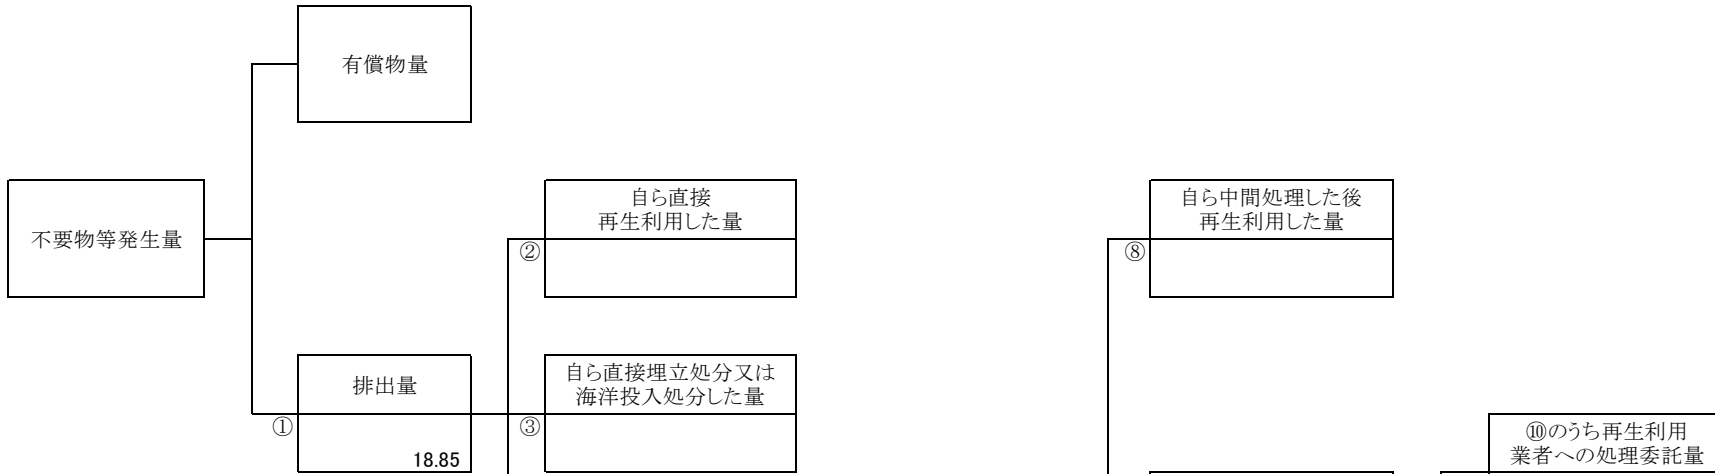 有償物量
不要物等発生量
自ら直接
再生利用した量
②
自ら中間処理した後
再生利用した量
⑧
排出量
①
18.85
自ら直接埋立処分又は
海洋投入処分した量
③
⑩のうち再生利用
業者への処理委託量